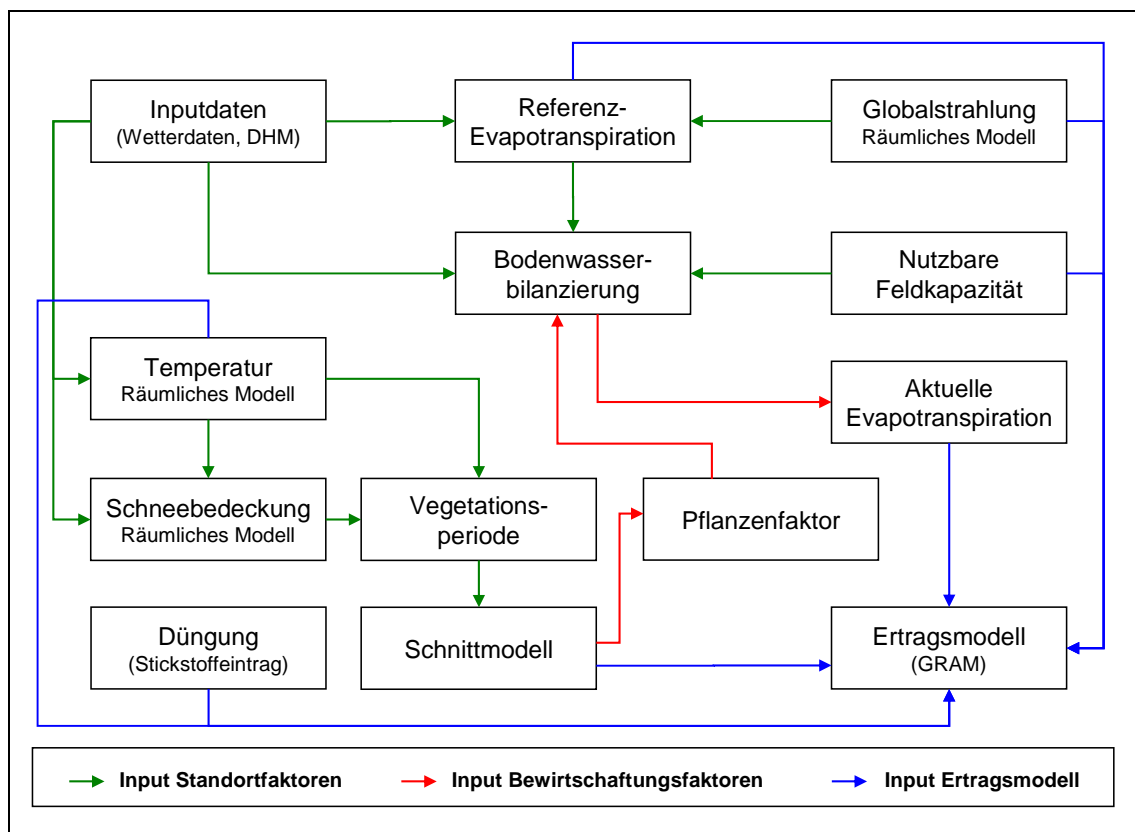 Inputdaten
(Wetterdaten, DHM)
Referenz-
Evapotranspiration
Globalstrahlung
Räumliches Modell
Bodenwasser-
bilanzierung
Nutzbare
Feldkapazität
Temperatur
Räumliches Modell
Aktuelle
Evapotranspiration
Schneebedeckung
Räumliches Modell
Vegetations-
periode
Pflanzenfaktor
Düngung
(Stickstoffeintrag)
Schnittmodell
Ertragsmodell
(GRAM)
Input Standortfaktoren
Input Bewirtschaftungsfaktoren
Input Ertragsmodell